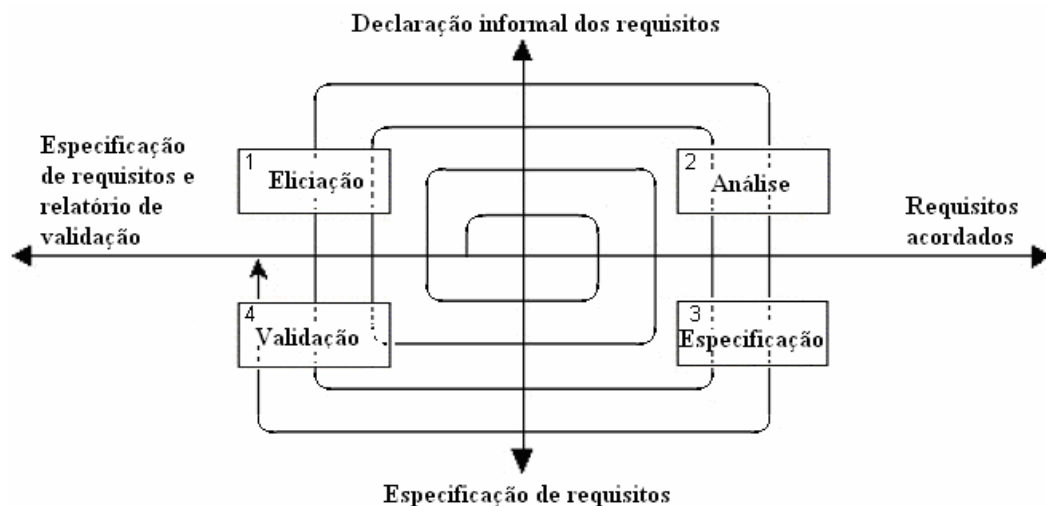 Declaração informal dos requisitos
Especificação
de requisitos e
relatório de
validação
1
Eliciação
2
Análise
Requisitos
acordados
4
Validação
3
Especificação
Especificação de requisitos